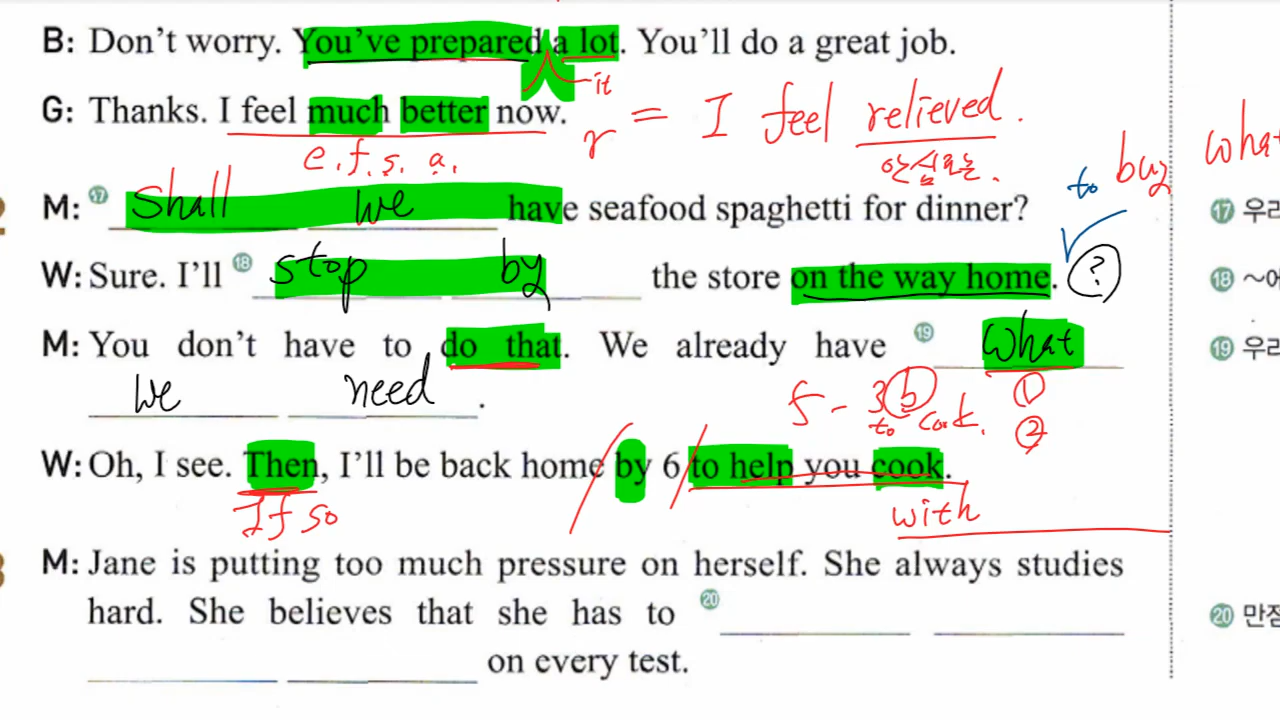 B: Don't worry. You've prepared a lot. You'll do a great job.
it
G: Thanks. I feel much better now. = I feel relieved.
e.f.s.a.
안심되는.
to buy what
M: ⑰ shall we have seafood spaghetti for dinner?
⑰ 우리
W: Sure. I'll ⑱ stop by the store on the way home. ?
⑱ ~에
M: You don't have to do that. We already have ⑲ what
⑲ 우리
we need.
5-3 b ①
to cook. ②
W: Oh, I see. Then, I'll be back home by 6 to help you cook.
If so
with
M: Jane is putting too much pressure on herself. She always studies
hard. She believes that she has to ⑳
⑳ 만점
on every test.